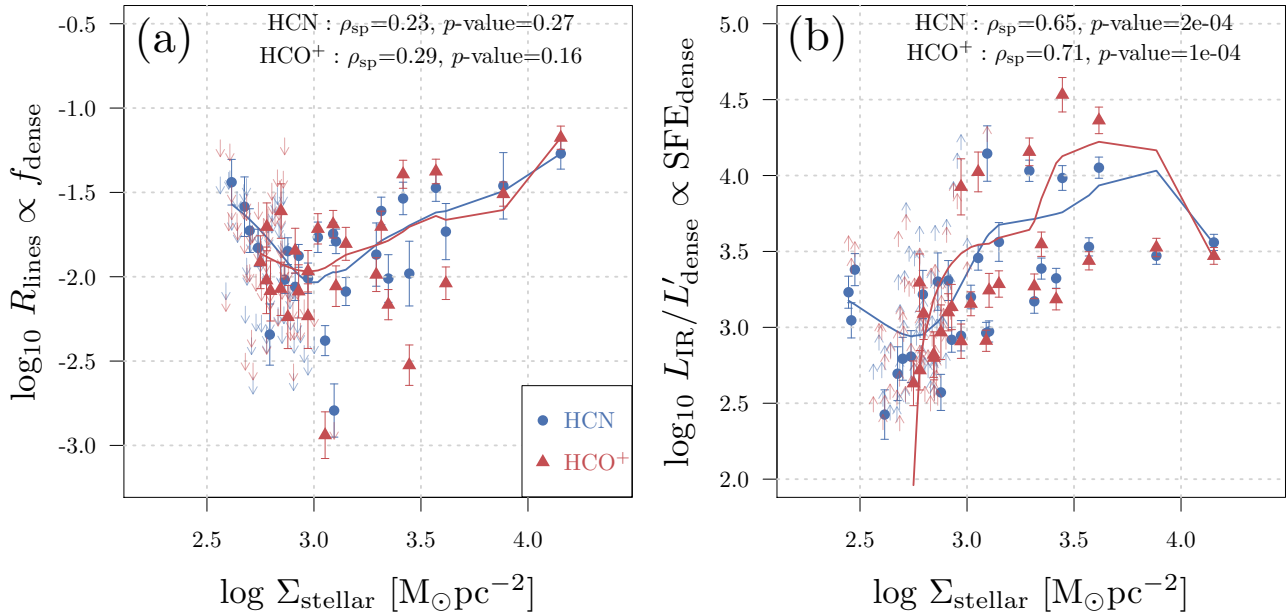 (a)
HCN : ρsp=0.23, p-value=0.27
HCO+ : ρsp=0.29, p-value=0.16
log10 Rlines ∝ fdense
-0.5
-1.0
-1.5
-2.0
-2.5
-3.0
HCN
HCO+
2.5 3.0 3.5 4.0
log Σstellar [M⊙pc−2]
(b)
HCN : ρsp=0.65, p-value=2e-04
HCO+ : ρsp=0.71, p-value=1e-04
log10 LIR/L′dense ∝ SFEdense
5.0
4.5
4.0
3.5
3.0
2.5
2.0
2.5 3.0 3.5 4.0
log Σstellar [M⊙pc−2]